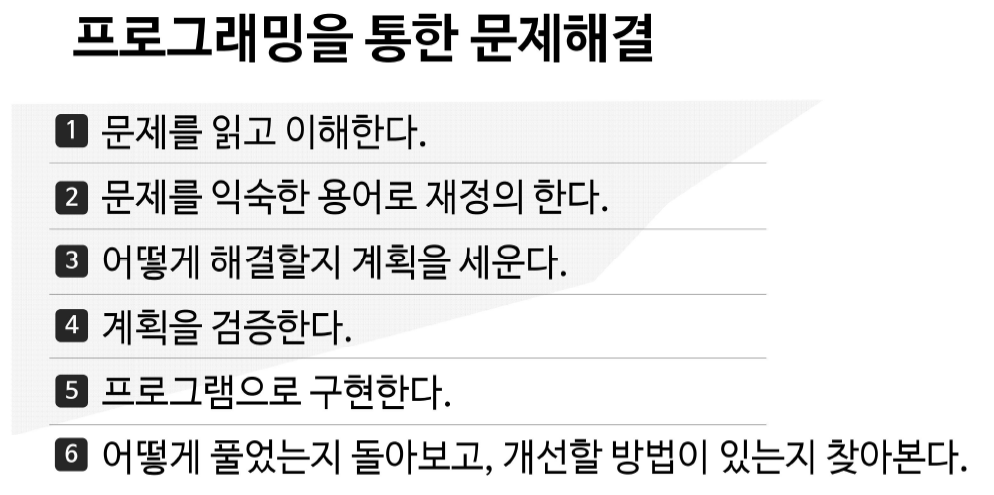 프로그래밍을 통한 문제해결
1 문제를 읽고 이해한다.
2 문제를 익숙한 용어로 재정의 한다.
3 어떻게 해결할지 계획을 세운다.
4 계획을 검증한다.
5 프로그램으로 구현한다.
6 어떻게 풀었는지 돌아보고, 개선할 방법이 있는지 찾아본다.